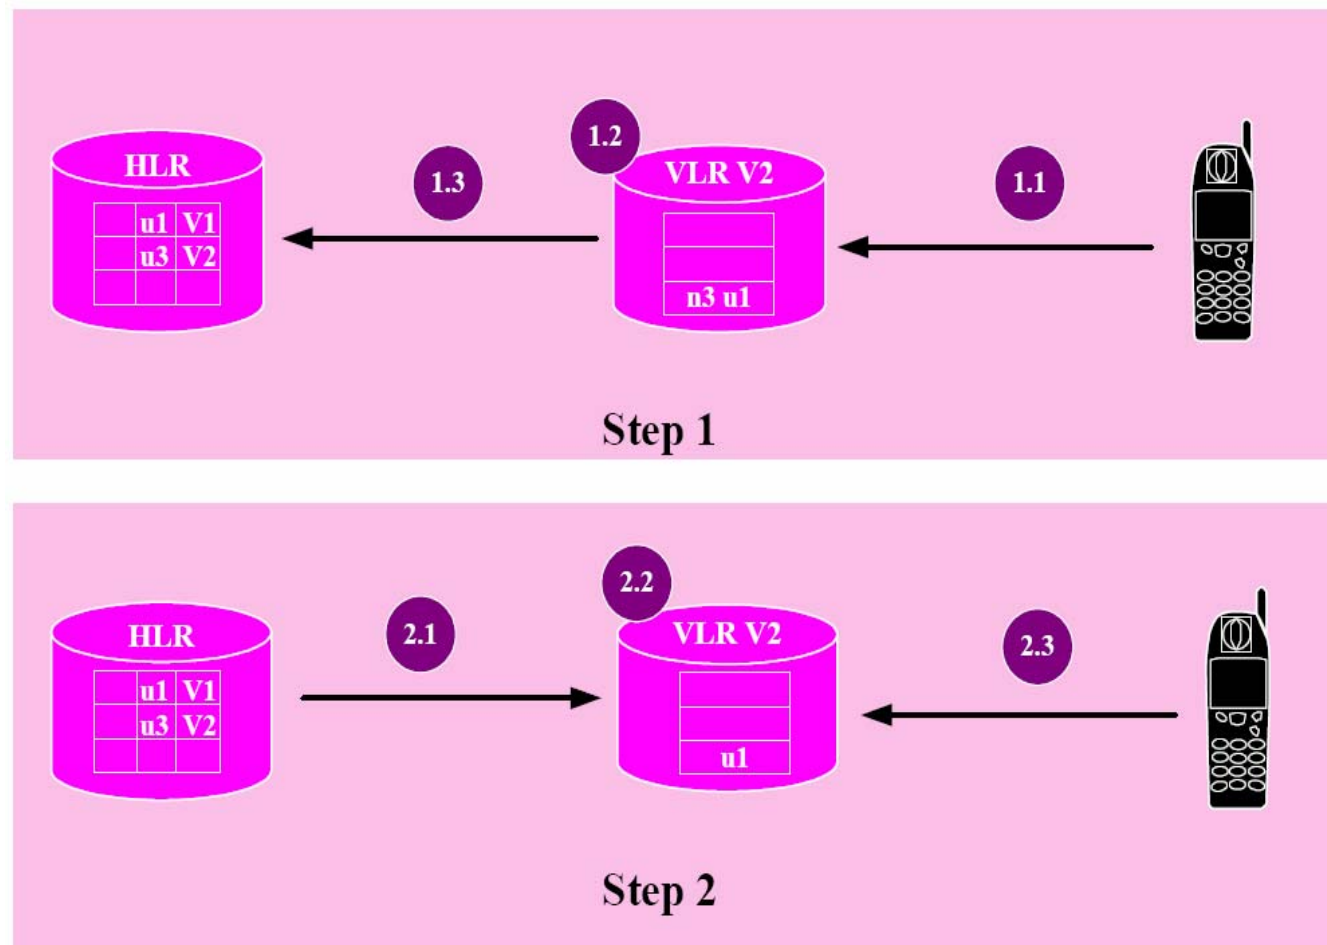 1.2
HLR
1.3
VLR V2
1.1
u1 V1
u3 V2
n3 u1
Step 1
2.2
HLR
2.1
VLR V2
2.3
u1 V1
u3 V2
u1
Step 2